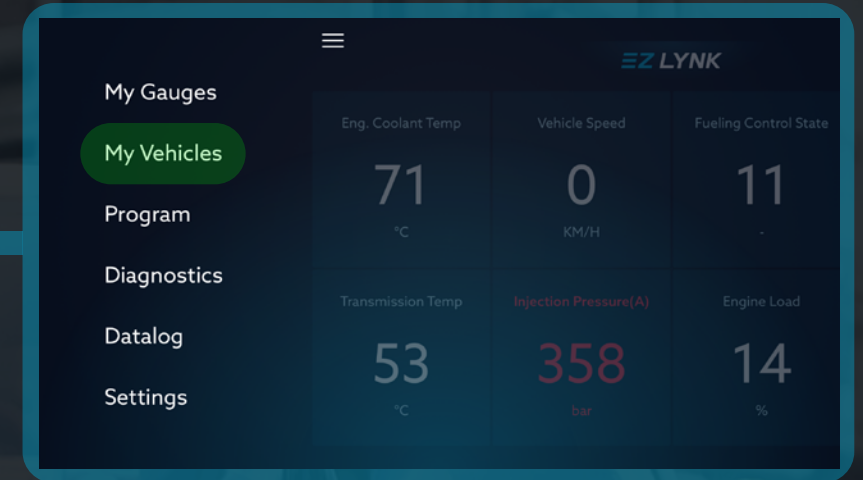 EZ LYNK
My Gauges
My Vehicles
Program
Diagnostics
Datalog
Settings
Eng. Coolant Temp
71
°C
Vehicle Speed
0
KM/H
Fueling Control State
11
-
Transmission Temp
53
°C
Injection Pressure(A)
358
bar
Engine Load
14
%